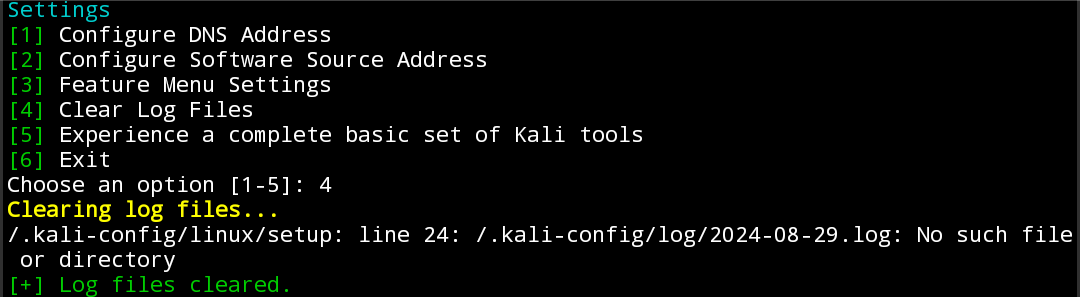 Settings
[1] Configure DNS Address
[2] Configure Software Source Address
[3] Feature Menu Settings
[4] Clear Log Files
[5] Experience a complete basic set of Kali tools
[6] Exit
Choose an option [1-5]: 4
Clearing log files...
/.kali-config/linux/setup: line 24: /.kali-config/log/2024-08-29.log: No such file
or directory
[+] Log files cleared.